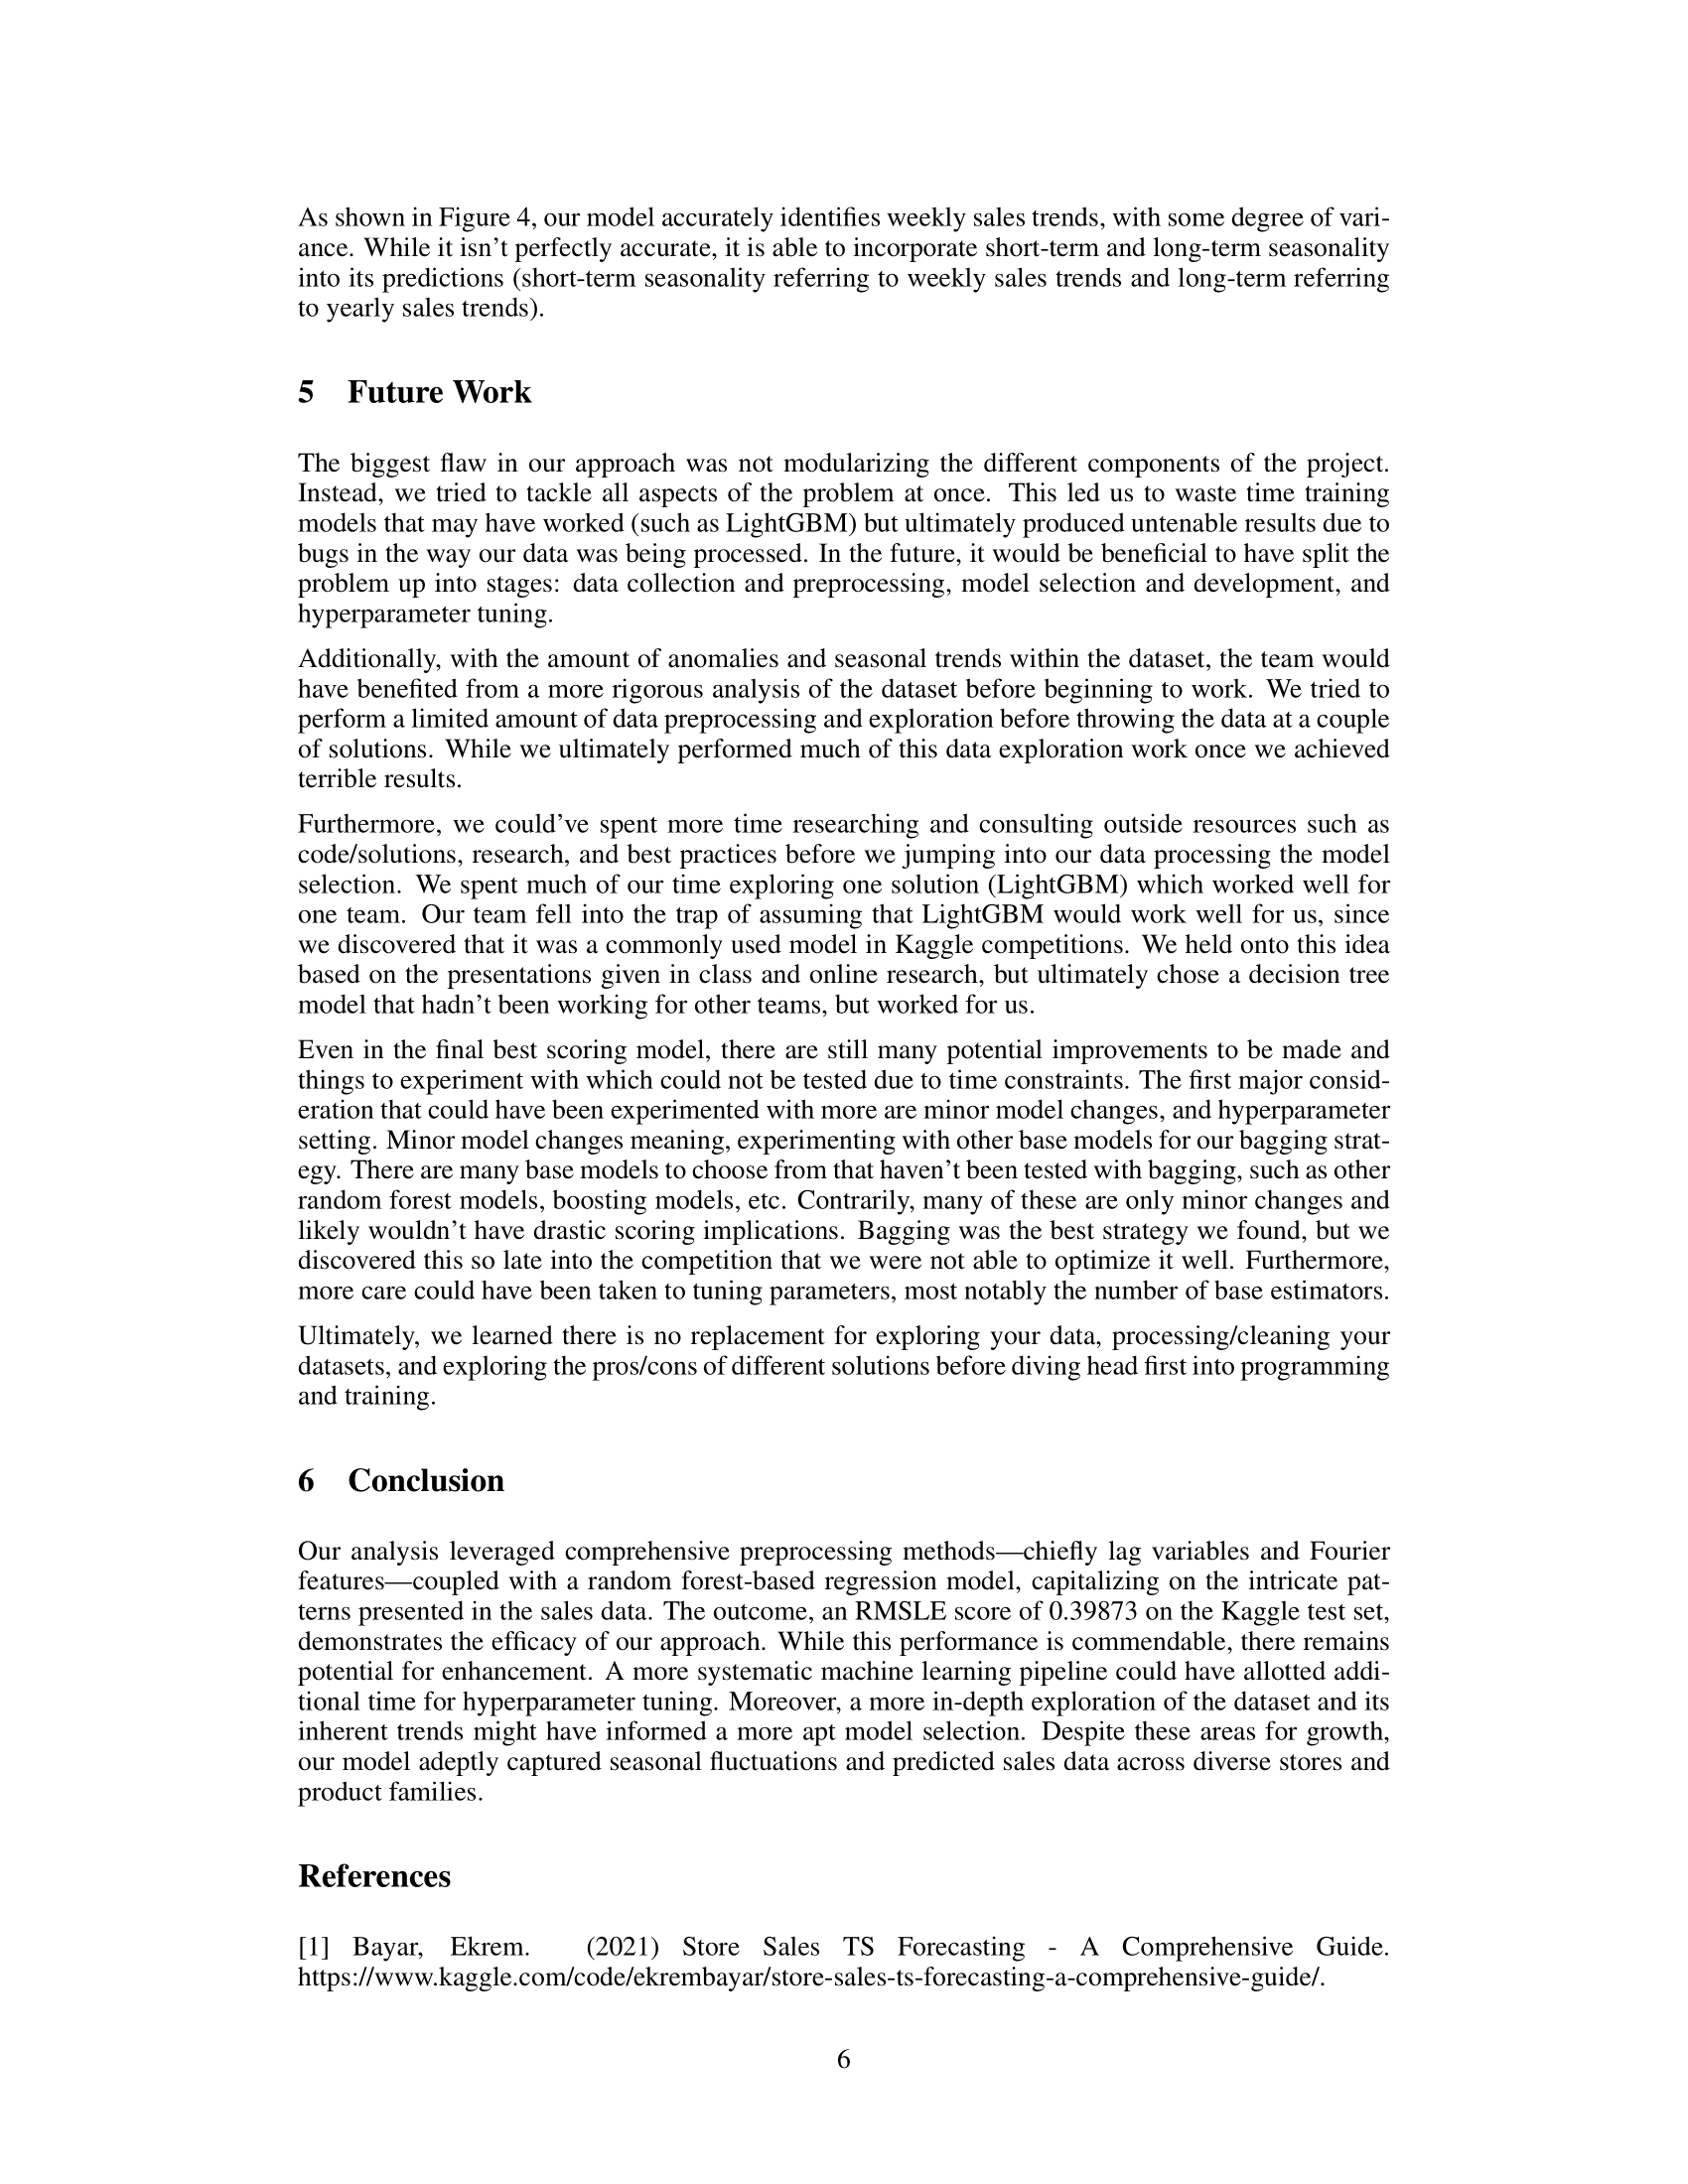 As shown in Figure 4, our model accurately identifies weekly sales trends, with some degree of vari-
ance. While it isn't perfectly accurate, it is able to incorporate short-term and long-term seasonality
into its predictions (short-term seasonality referring to weekly sales trends and long-term referring
to yearly sales trends).
5 Future Work
The biggest flaw in our approach was not modularizing the different components of the project.
Instead, we tried to tackle all aspects of the problem at once. This led us to waste time training
models that may have worked (such as LightGBM) but ultimately produced untenable results due to
bugs in the way our data was being processed. In the future, it would be beneficial to have split the
problem up into stages: data collection and preprocessing, model selection and development, and
hyperparameter tuning.
Additionally, with the amount of anomalies and seasonal trends within the dataset, the team would
have benefited from a more rigorous analysis of the dataset before beginning to work. We tried to
perform a limited amount of data preprocessing and exploration before throwing the data at a couple
of solutions. While we ultimately performed much of this data exploration work once we achieved
terrible results.
Furthermore, we could've spent more time researching and consulting outside resources such as
code/solutions, research, and best practices before we jumping into our data processing the model
selection. We spent much of our time exploring one solution (LightGBM) which worked well for
one team. Our team fell into the trap of assuming that LightGBM would work well for us, since
we discovered that it was a commonly used model in Kaggle competitions. We held onto this idea
based on the presentations given in class and online research, but ultimately chose a decision tree
model that hadn't been working for other teams, but worked for us.
Even in the final best scoring model, there are still many potential improvements to be made and
things to experiment with which could not be tested due to time constraints. The first major consid-
eration that could have been experimented with more are minor model changes, and hyperparameter
setting. Minor model changes meaning, experimenting with other base models for our bagging strat-
egy. There are many base models to choose from that haven't been tested with bagging, such as other
random forest models, boosting models, etc. Contrarily, many of these are only minor changes and
likely wouldn't have drastic scoring implications. Bagging was the best strategy we found, but we
discovered this so late into the competition that we were not able to optimize it well. Furthermore,
more care could have been taken to tuning parameters, most notably the number of base estimators.
Ultimately, we learned there is no replacement for exploring your data, processing/cleaning your
datasets, and exploring the pros/cons of different solutions before diving head first into programming
and training.
6 Conclusion
Our analysis leveraged comprehensive preprocessing methods—chiefly lag variables and Fourier
features—coupled with a random forest-based regression model, capitalizing on the intricate pat-
terns presented in the sales data. The outcome, an RMSLE score of 0.39873 on the Kaggle test set,
demonstrates the efficacy of our approach. While this performance is commendable, there remains
potential for enhancement. A more systematic machine learning pipeline could have allotted addi-
tional time for hyperparameter tuning. Moreover, a more in-depth exploration of the dataset and its
inherent trends might have informed a more apt model selection. Despite these areas for growth,
our model adeptly captured seasonal fluctuations and predicted sales data across diverse stores and
product families.
References
[1] Bayar, Ekrem. (2021) Store Sales TS Forecasting - A Comprehensive Guide.
https://www.kaggle.com/code/ekrembayar/store-sales-ts-forecasting-a-comprehensive-guide/.
6